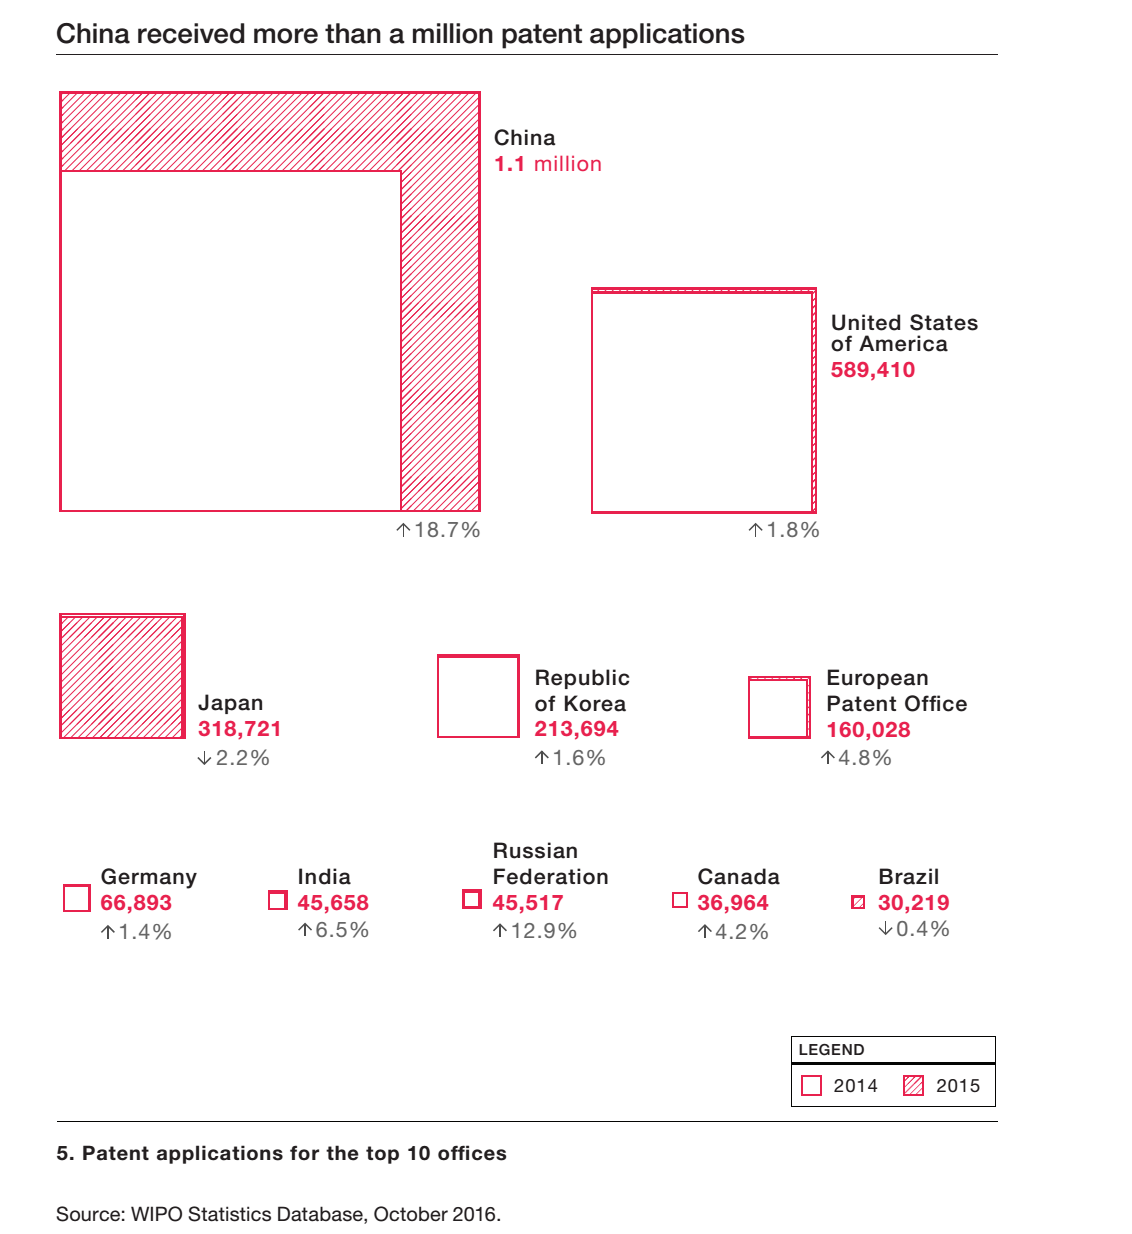 China received more than a million patent applications
China
1.1 million
↑18.7%
United States
of America
589,410
↑1.8%
Japan
318,721
↓2.2%
Republic
of Korea
213,694
↑1.6%
European
Patent Office
160,028
↑4.8%
Germany
66,893
↑1.4%
India
45,658
↑6.5%
Russian
Federation
45,517
↑12.9%
Canada
36,964
↑4.2%
Brazil
30,219
↓0.4%
LEGEND
2014 2015
5. Patent applications for the top 10 offices
Source: WIPO Statistics Database, October 2016.